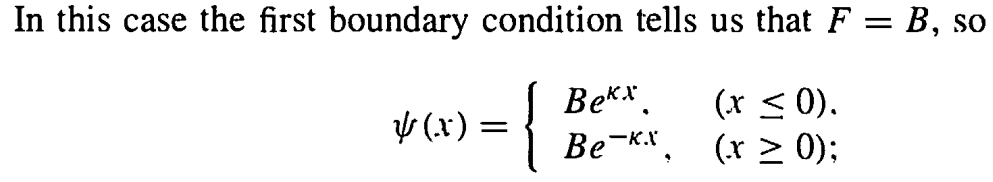 In this case the first boundary condition tells us that F = B, so
ψ(x) = { Be^{κx}, (x ≤ 0).
Be^{−κx}, (x ≥ 0);